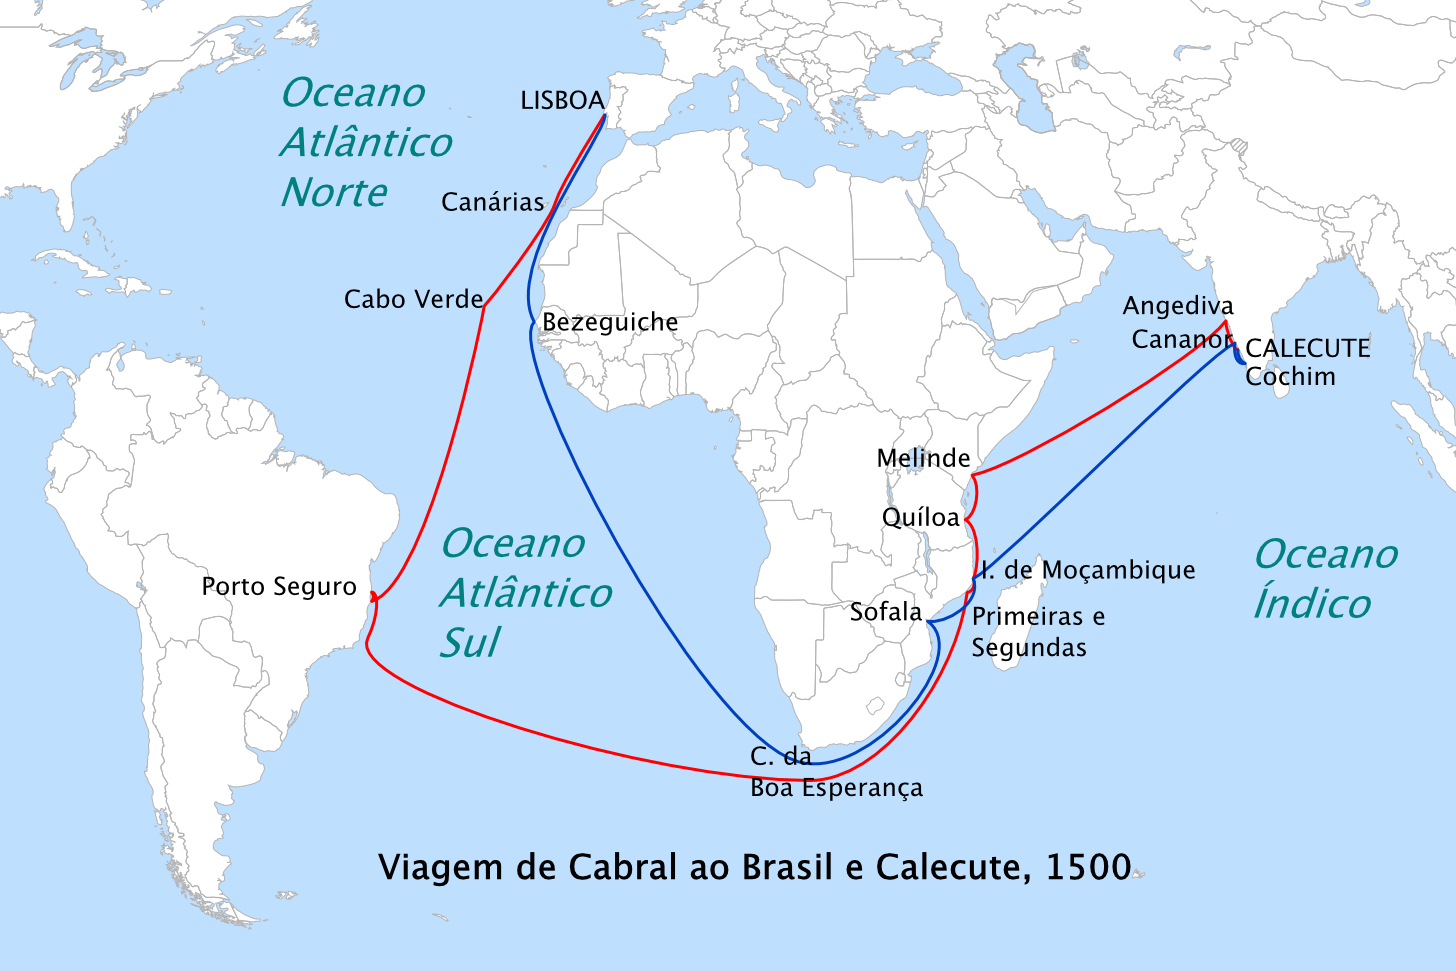 Oceano
Atlântico
Norte
LISBOA
Canárias
Cabo Verde
Bezeguiche
Angediva
Cananor
CALECUTE
Cochim
Melinde
Quíloa
I. de Moçambique
Sofala
Primeiras e
Segundas
Porto Seguro
Oceano
Atlântico
Sul
Oceano
Índico
C. da
Boa Esperança
Viagem de Cabral ao Brasil e Calecute, 1500